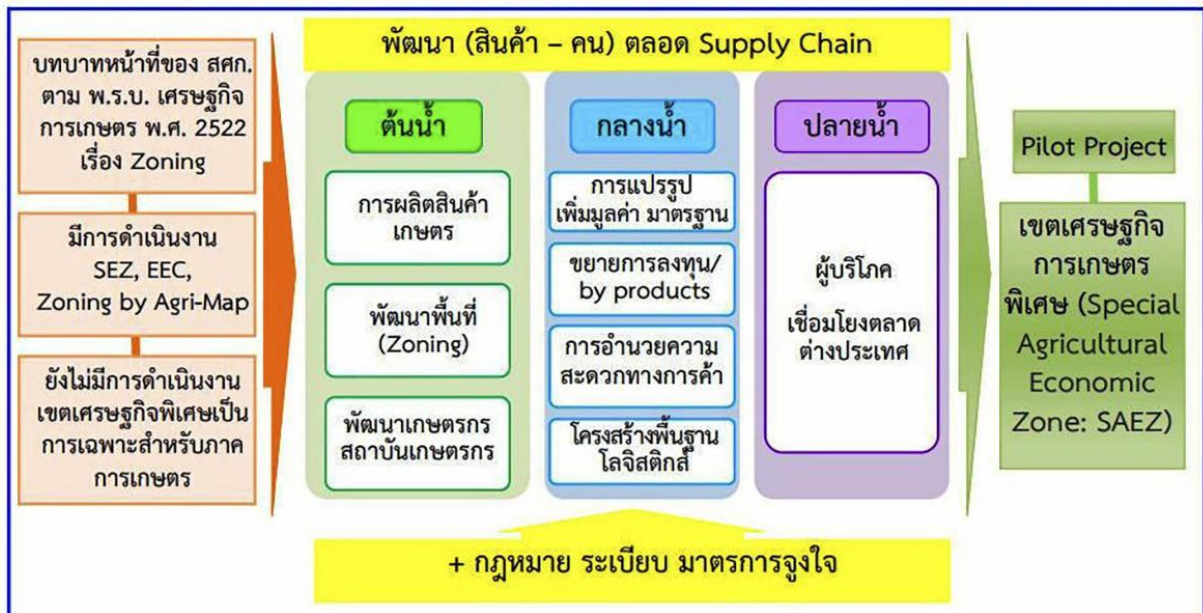 พัฒนา (สินค้า – คน) ตลอด Supply Chain
บทบาทหน้าที่ของ สศก.
ตาม พ.ร.บ. เศรษฐกิจ
การเกษตร พ.ศ. 2522
เรื่อง Zoning
มีการดำเนินงาน
SEZ, EEC,
Zoning by Agri-Map
ยังไม่มีการดำเนินงาน
เขตเศรษฐกิจพิเศษเป็น
การเฉพาะสำหรับภาค
การเกษตร
ต้นน้ำ
การผลิตสินค้า
เกษตร
พัฒนาพื้นที่
(Zoning)
พัฒนาเกษตรกร
สถาบันเกษตรกร
กลางน้ำ
การแปรรูป
เพิ่มมูลค่า มาตรฐาน
ขยายการลงทุน/
by products
การอำนวยความ
สะดวกทางการค้า
โครงสร้างพื้นฐาน
โลจิสติกส์
ปลายน้ำ
ผู้บริโภค
เชื่อมโยงตลาด
ต่างประเทศ
Pilot Project
เขตเศรษฐกิจ
การเกษตร
พิเศษ (Special
Agricultural
Economic
Zone: SAEZ)
+ กฎหมาย ระเบียบ มาตรการจูงใจ